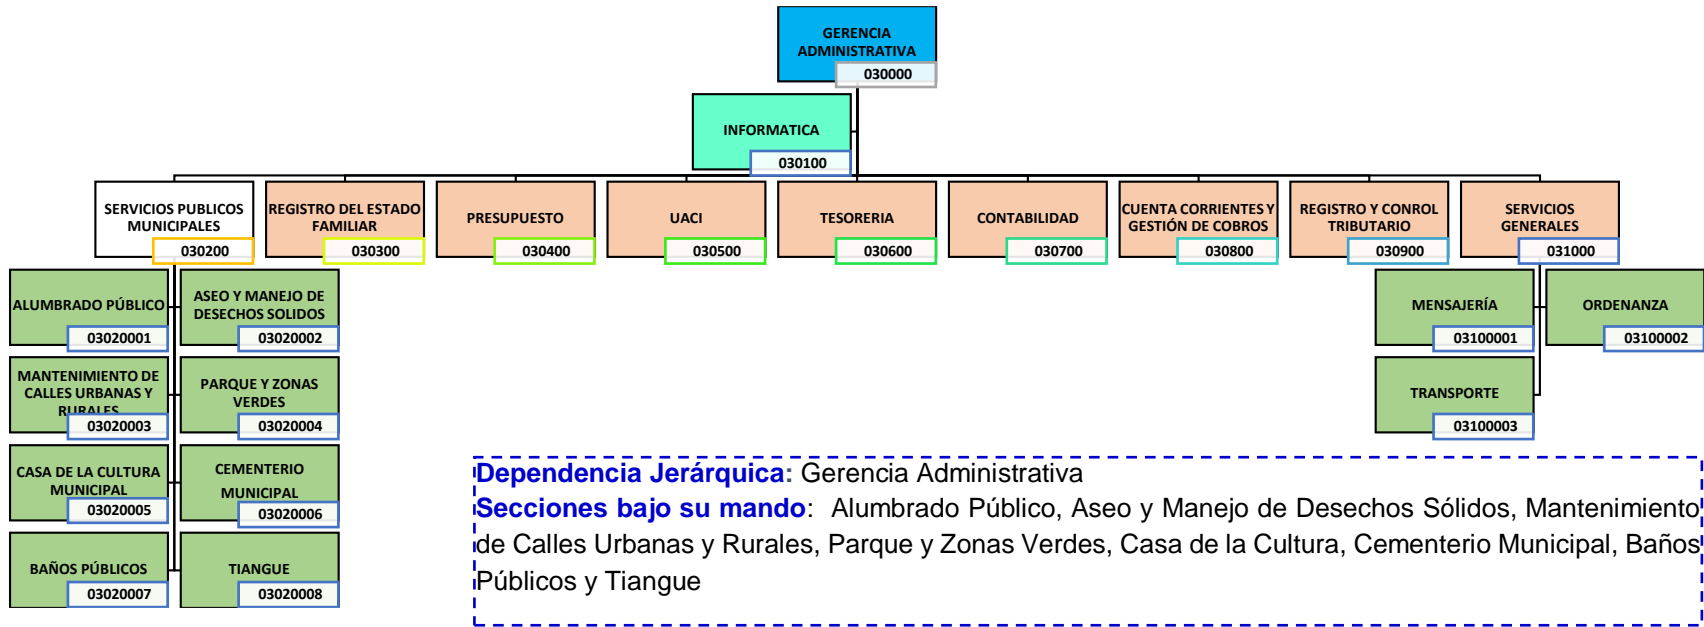 GERENCIA
ADMINISTRATIVA
030000
INFORMATICA
030100
SERVICIOS PUBLICOS
MUNICIPALES
030200
REGISTRO DEL ESTADO
FAMILIAR
030300
PRESUPUESTO
030400
UACI
030500
TESORERIA
030600
CONTABILIDAD
030700
CUENTA CORRIENTES Y
GESTIÓN DE COBROS
030800
REGISTRO Y CONROL
TRIBUTARIO
030900
SERVICIOS
GENERALES
031000
ALUMBRADO PÚBLICO
03020001
ASEO Y MANEJO DE
DESECHOS SOLIDOS
03020002
MENSAJERÍA
03100001
ORDENANZA
03100002
MANTENIMIENTO DE
CALLES URBANAS Y
RURALES
03020003
PARQUE Y ZONAS
VERDES
03020004
TRANSPORTE
03100003
CASA DE LA CULTURA
MUNICIPAL
03020005
CEMENTERIO
MUNICIPAL
03020006
BAÑOS PÚBLICOS
03020007
TIANGUE
03020008
Dependencia Jerárquica: Gerencia Administrativa
Secciones bajo su mando: Alumbrado Público, Aseo y Manejo de Desechos Sólidos, Mantenimiento
de Calles Urbanas y Rurales, Parque y Zonas Verdes, Casa de la Cultura, Cementerio Municipal, Baños
Públicos y Tiangue